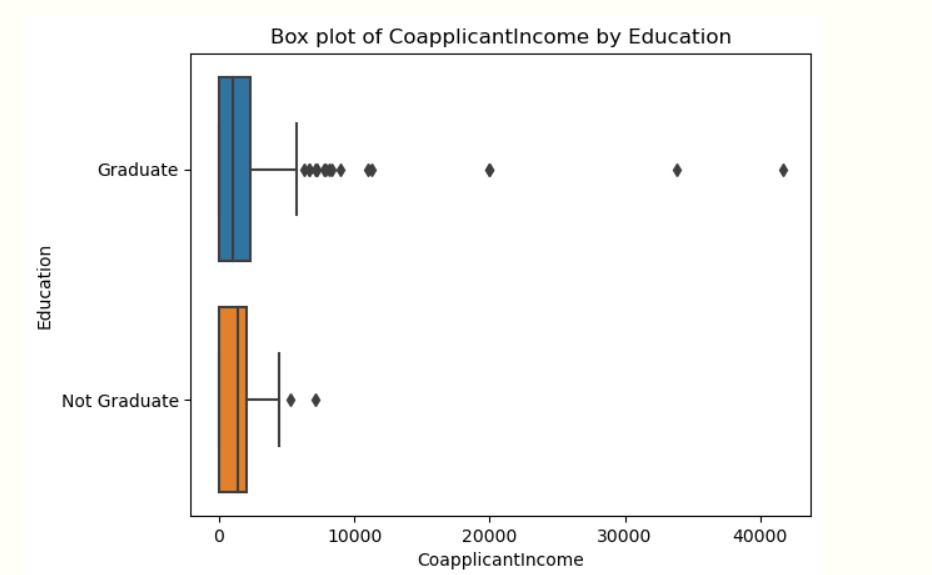 Box plot of CoapplicantIncome by Education
Graduate
Education
Not Graduate
0 10000 20000 30000 40000
CoapplicantIncome